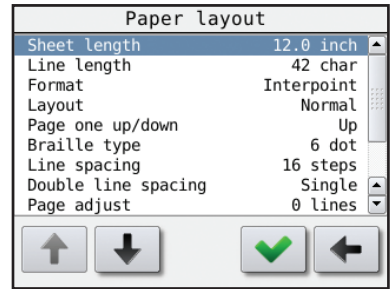 Paper layout
Sheet length 12.0 inch
Line length 42 char
Format Interpoint
Layout Normal
Page one up/down Up
Braille type 6 dot
Line spacing 16 steps
Double line spacing Single
Page adjust 0 lines